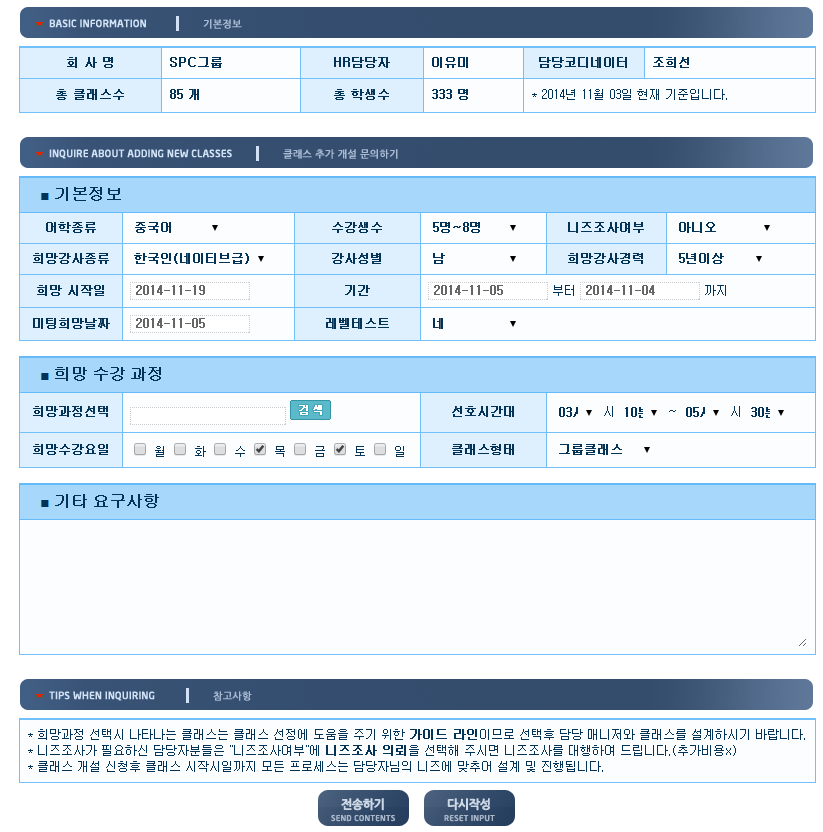 BASIC INFORMATION 기본정보
회 사 명 SPC그룹 HR담당자 이유미 담당코디네이터 조희선
총 클래스수 85 개 총 학생수 333 명 * 2014년 11월 03일 현재 기준입니다.
INQUIRE ABOUT ADDING NEW CLASSES 클래스 추가 개설 문의하기
■ 기본정보
어학종류 중국어 수강생수 5명~8명 니즈조사여부 아니오
희망강사종류 한국인(네이티브급) 강사성별 남 희망강사경력 5년이상
희망 시작일 2014-11-19 기간 2014-11-05 부터 2014-11-04 까지
미팅희망날짜 2014-11-05 레벨테스트 네
■ 희망 수강 과정
희망과정선택 검색 선호시간대 03 시 10 ~ 05 시 30
희망수강요일 월 화 수 목 금 토 일 클래스형태 그룹클래스
■ 기타 요구사항
TIPS WHEN INQUIRING 참고사항
* 희망과정 선택시 나타나는 클래스는 클래스 선정에 도움을 주기 위한 가이드 라인이므로 선택후 담당 매니저와 클래스를 설계하시기 바랍니다.
* 니즈조사가 필요하신 담당자분들은 "니즈조사여부"에 니즈조사 의뢰을 선택해 주시면 니즈조사를 대행하여 드립니다.(추가비용x)
* 클래스 개설 신청후 클래스 시작시일까지 모든 프로세스는 담당자님의 니즈에 맞추어 설계 및 진행됩니다.
전송하기 다시작성
SEND CONTENTS RESET INPUT